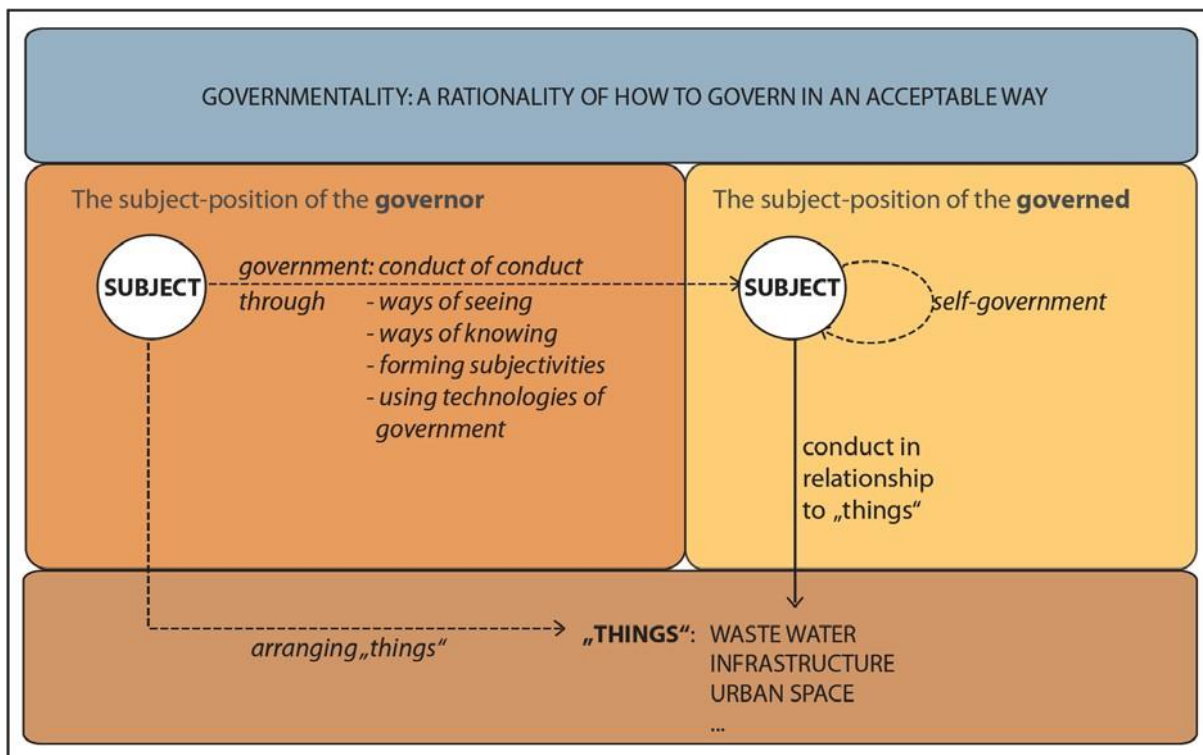 GOVERNMENTALITY: A RATIONALITY OF HOW TO GOVERN IN AN ACCEPTABLE WAY
The subject-position of the governor
SUBJECT
government: conduct of conduct
through
- ways of seeing
- ways of knowing
- forming subjectivities
- using technologies of
government
The subject-position of the governed
SUBJECT
self-government
conduct in
relationship
to „things“
arranging „things“
„THINGS“: WASTE WATER
INFRASTRUCTURE
URBAN SPACE
...